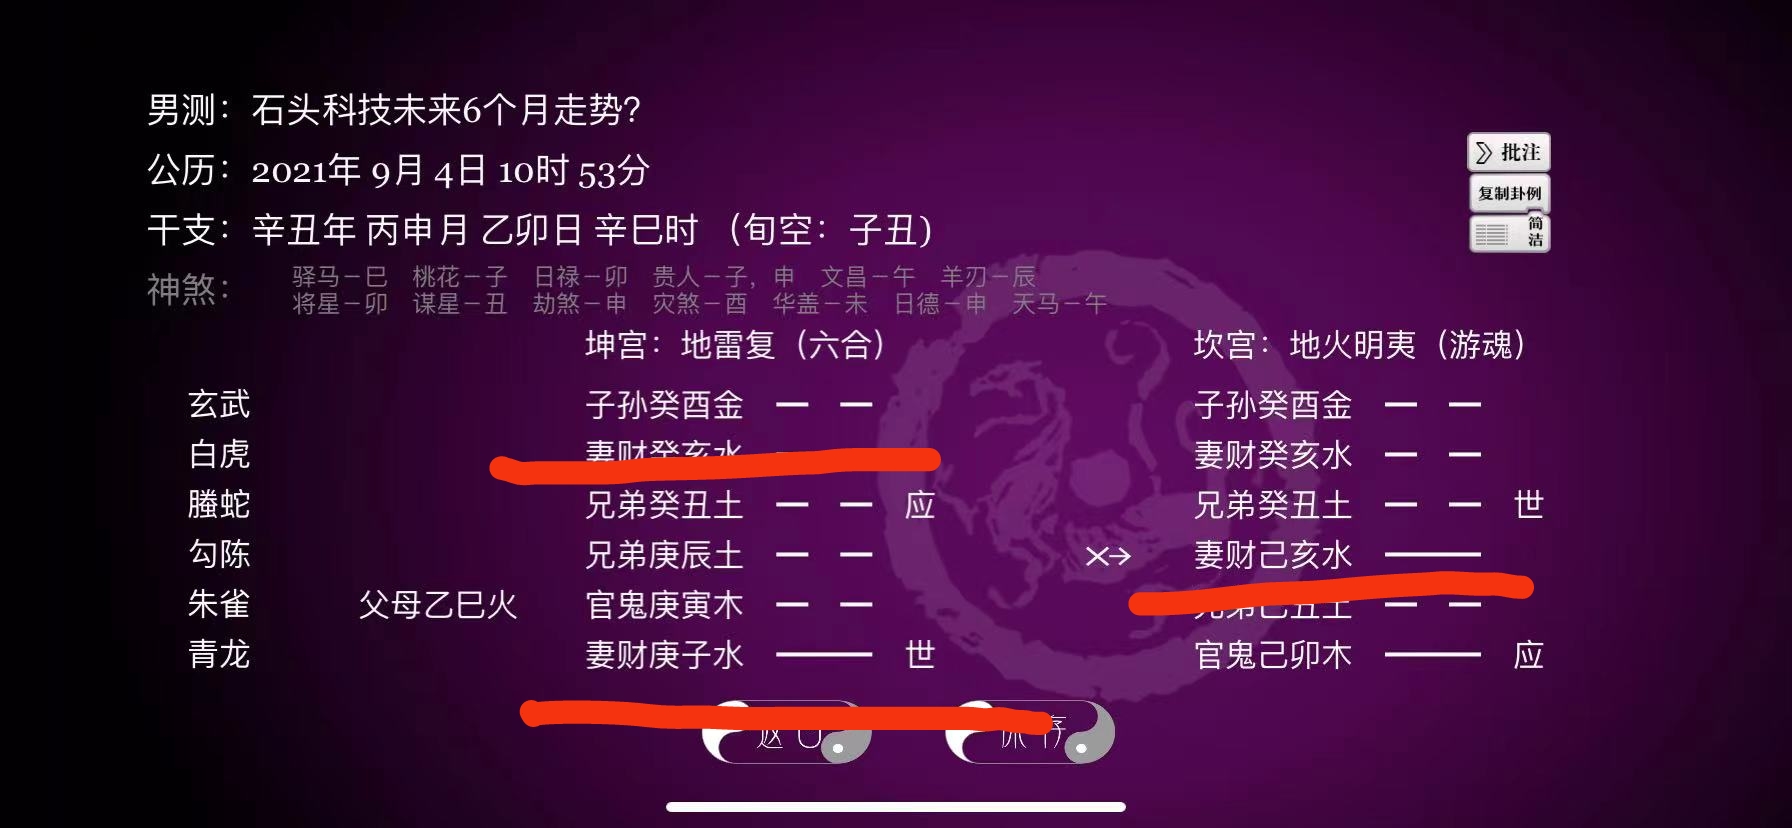 男测：石头科技未来6个月走势？
公历：2021年 9月 4日 10时 53分
干支：辛丑年 丙申月 乙卯日 辛巳时 （旬空：子丑）
神煞：
驿马－巳 桃花－子 日禄－卯 贵人－子，申 文昌－午 羊刃－辰
将星－卯 谋星－丑 劫煞－申 灾煞－酉 华盖－未 日德－申 天马－午
批注
复制卦例
简洁
坤宫：地雷复（六合） 坎宫：地火明夷（游魂）
玄武 子孙癸酉金 子孙癸酉金
白虎 妻财癸亥水 妻财癸亥水
螣蛇 兄弟癸丑土 应 兄弟癸丑土 世
勾陈 兄弟庚辰土 ×→ 妻财己亥水
朱雀 父母乙巳火 官鬼庚寅木 兄弟己丑土
青龙 妻财庚子水 世 官鬼己卯木 应